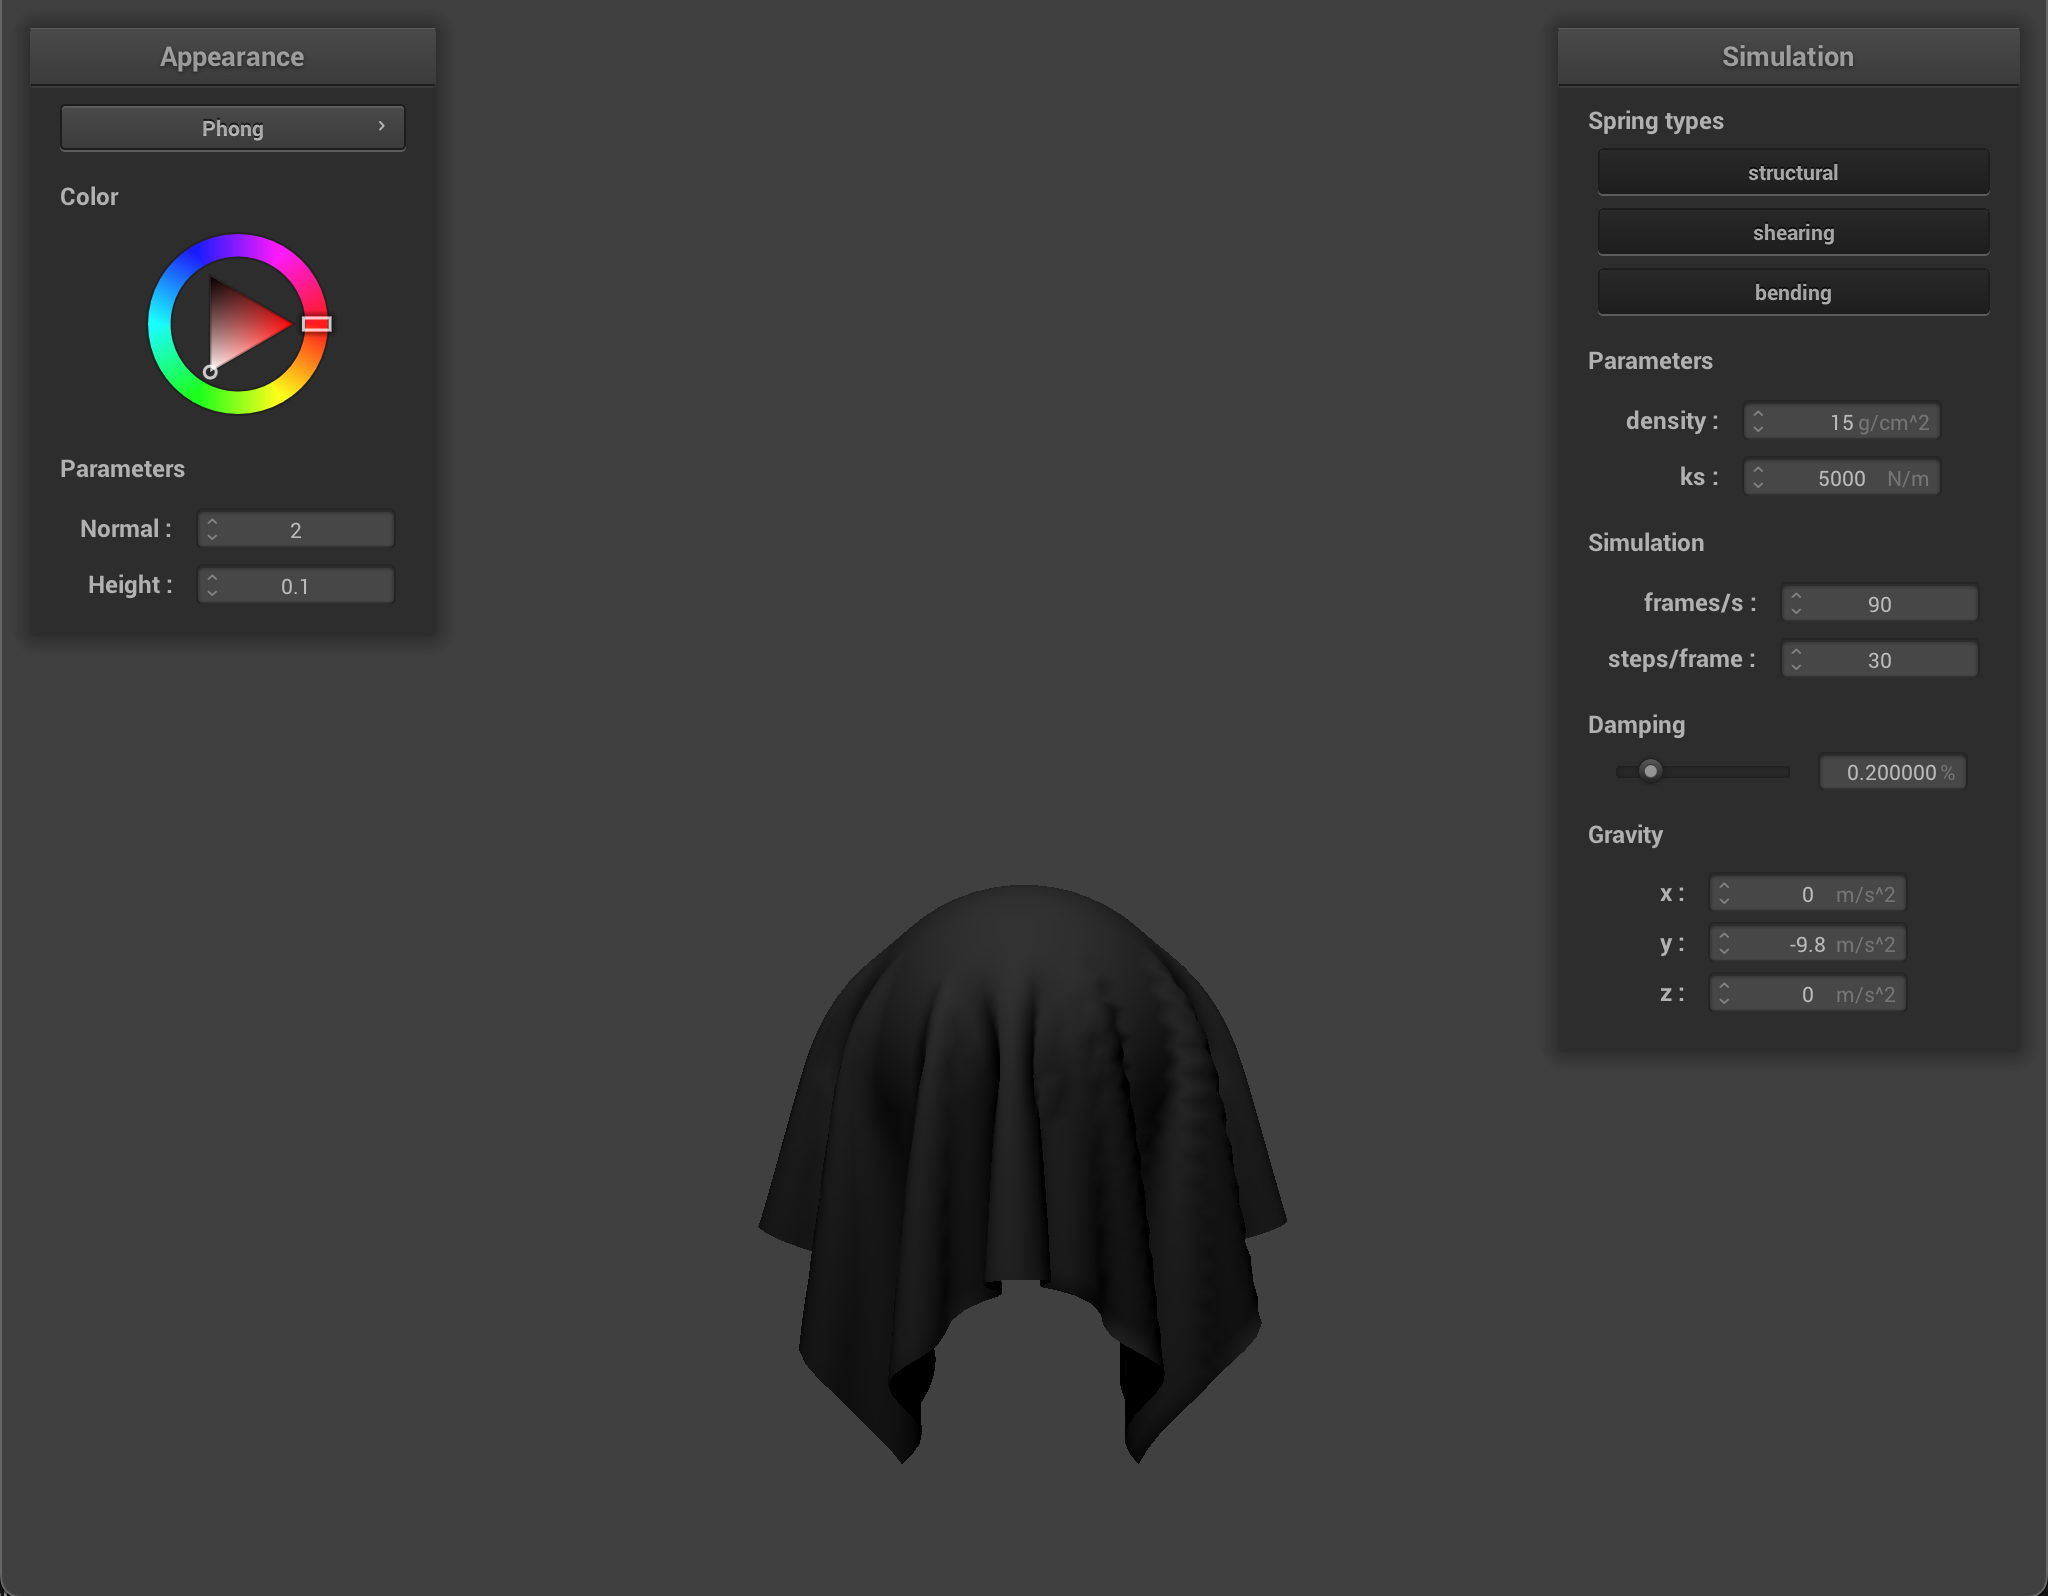 Appearance
Phong
Color
Parameters
Normal : 2
Height : 0.1
Simulation
Spring types
structural
shearing
bending
Parameters
density : 15 g/cm^2
ks : 5000 N/m
Simulation
frames/s : 90
steps/frame : 30
Damping
0.200000 %
Gravity
x : 0 m/s^2
y : -9.8 m/s^2
z : 0 m/s^2